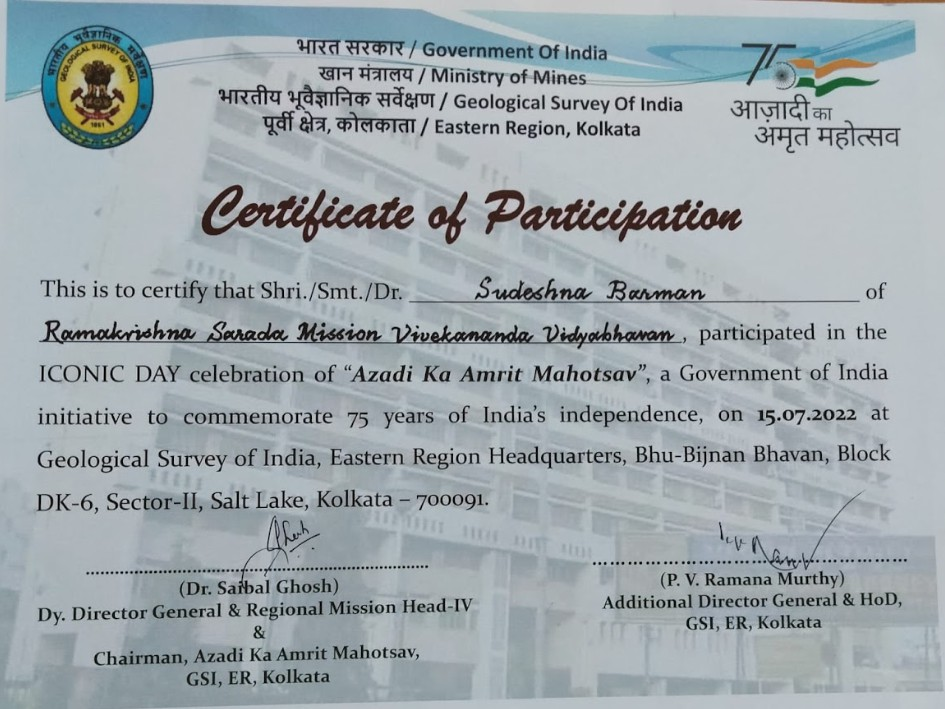 भारत सरकार / Government Of India
खान मंत्रालय / Ministry of Mines
भारतीय भूवैज्ञानिक सर्वेक्षण / Geological Survey Of India
पूर्वी क्षेत्र, कोलकाता / Eastern Region, Kolkata
भारतीय भूवैज्ञानिक सर्वेक्षण
GEOLOGICAL SURVEY OF INDIA
1851
75
आज़ादी का
अमृत महोत्सव
Certificate of Participation
This is to certify that Shri./Smt./Dr. Sudeshna Barman of
Ramakrishna Sarada Mission Vivekananda Vidyabhavan, participated in the
ICONIC DAY celebration of “Azadi Ka Amrit Mahotsav”, a Government of India
initiative to commemorate 75 years of India’s independence, on 15.07.2022 at
Geological Survey of India, Eastern Region Headquarters, Bhu-Bijnan Bhavan, Block
DK-6, Sector-II, Salt Lake, Kolkata – 700091.
(Dr. Saibal Ghosh)
Dy. Director General & Regional Mission Head-IV
&
Chairman, Azadi Ka Amrit Mahotsav,
GSI, ER, Kolkata
(P. V. Ramana Murthy)
Additional Director General & HoD,
GSI, ER, Kolkata